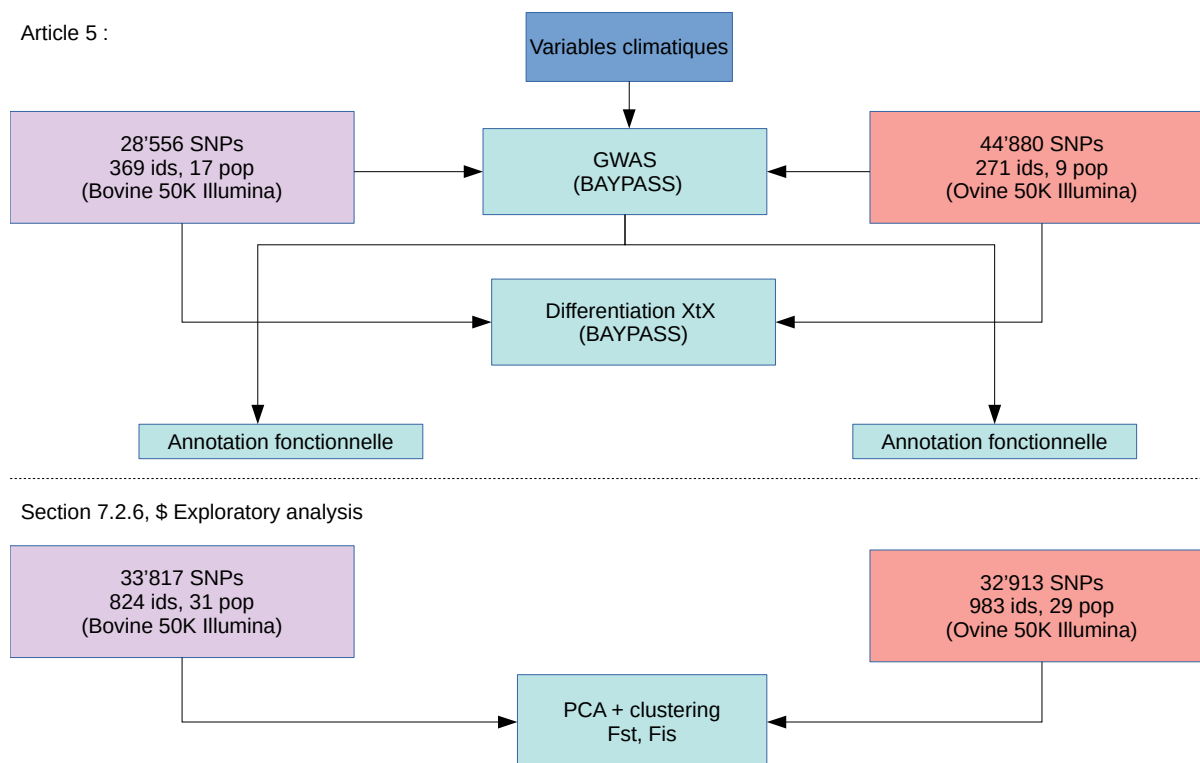 Article 5 :
Variables climatiques
28’556 SNPs
369 ids, 17 pop
(Bovine 50K Illumina)
GWAS
(BAYPASS)
44’880 SNPs
271 ids, 9 pop
(Ovine 50K Illumina)
Differentiation XtX
(BAYPASS)
Annotation fonctionnelle
Annotation fonctionnelle
Section 7.2.6, $ Exploratory analysis
33’817 SNPs
824 ids, 31 pop
(Bovine 50K Illumina)
32’913 SNPs
983 ids, 29 pop
(Ovine 50K Illumina)
PCA + clustering
Fst, Fis